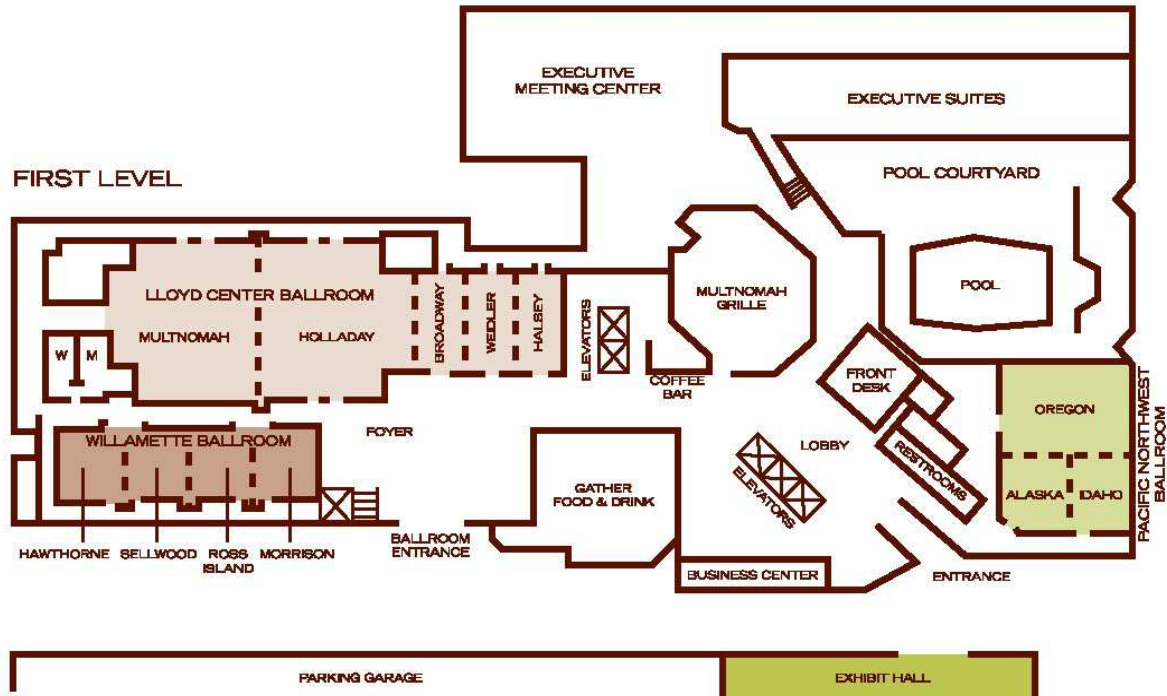 EXECUTIVE
MEETING CENTER
EXECUTIVE SUITES
FIRST LEVEL
POOL COURTYARD
LLOYD CENTER BALLROOM
MULTNOMAH
HOLLADAY
BROADWAY
WEIDLER
HALSEY
ELEVATORS
MULTNOMAH
GRILLE
POOL
W
M
COFFEE
BAR
FRONT
DESK
OREGON
PACIFIC NORTHWEST
BALLROOM
WILLAMETTE BALLROOM
FOYER
LOBBY
RESTROOMS
GATHER
FOOD & DRINK
ELEVATORS
ALASKA
IDAHO
HAWTHORNE
SELLWOOD
ROSS
ISLAND
MORRISON
BALLROOM
ENTRANCE
BUSINESS CENTER
ENTRANCE
PARKING GARAGE
EXHIBIT HALL